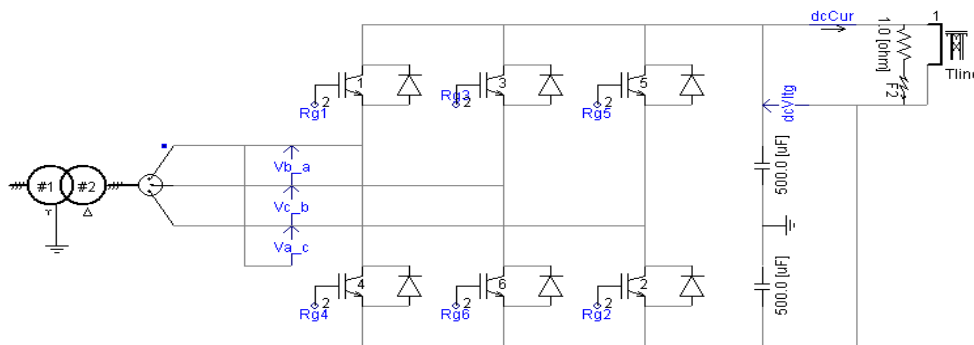 dcCur
1
1.0 [ohm]
F2
Tline
1
3
5
2
2
2
Rg1
Rg3
Rg5
dcVltg
Vb_a
500.0 [uF]
#1
#2
Vc_b
Va_c
4
6
2
2
2
2
Rg4
Rg6
Rg2
500.0 [uF]